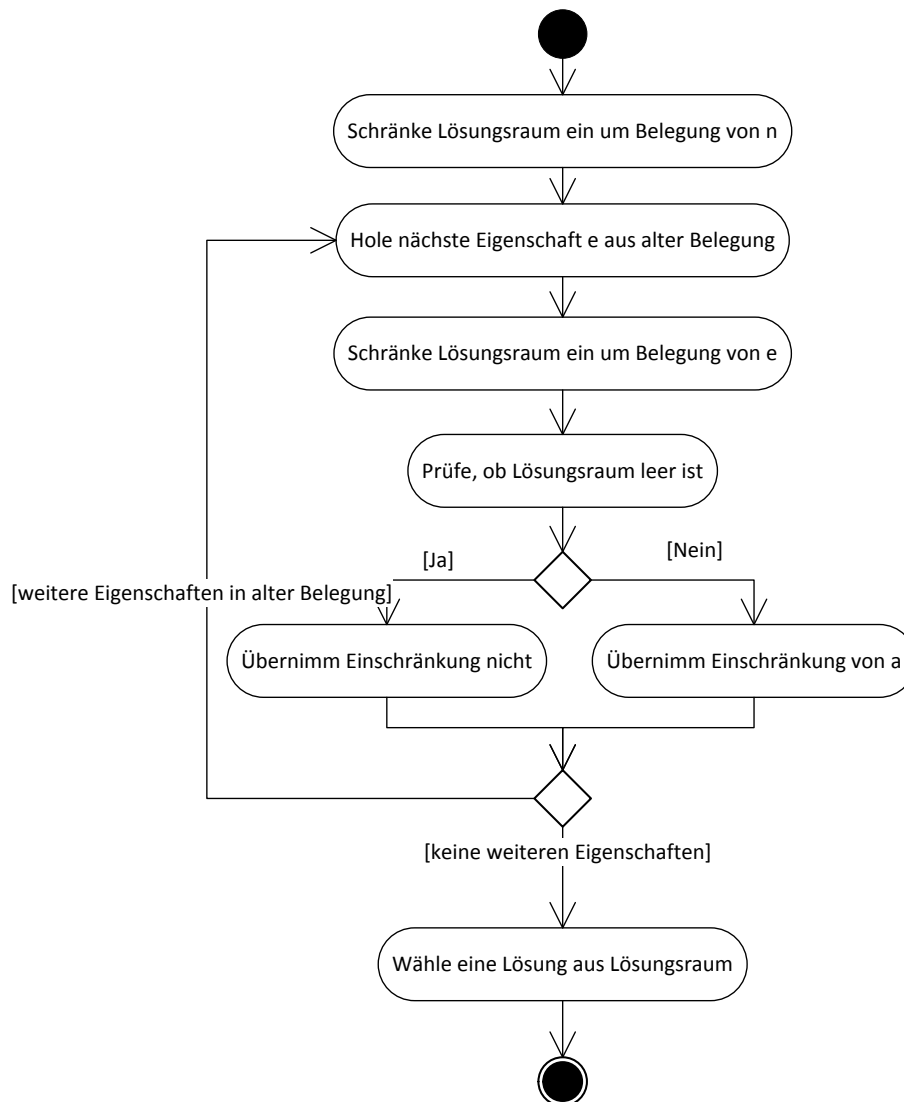 Schränke Lösungsraum ein um Belegung von n
Hole nächste Eigenschaft e aus alter Belegung
Schränke Lösungsraum ein um Belegung von e
Prüfe, ob Lösungsraum leer ist
[Ja]
[Nein]
[weitere Eigenschaften in alter Belegung]
Übernimm Einschränkung nicht
Übernimm Einschränkung von a
[keine weiteren Eigenschaften]
Wähle eine Lösung aus Lösungsraum